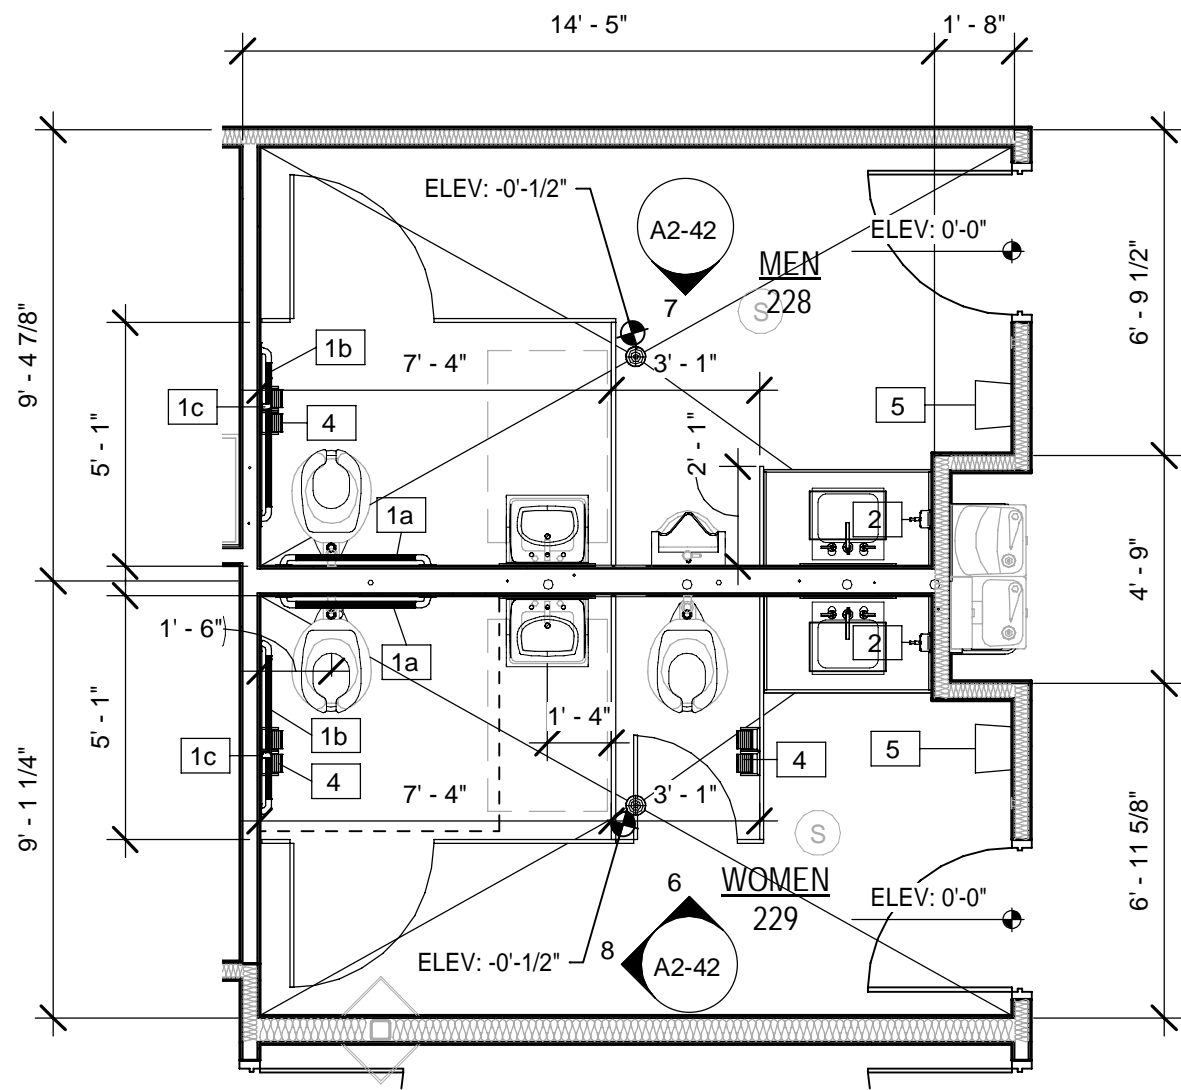 14' - 5"
1' - 8"
ELEV: -0'-1/2"
A2-42
7
MEN
228
S
ELEV: 0'-0"
6' - 9 1/2"
9' - 4 7/8"
1b
7' - 4"
3' - 1"
1c
4
5
5' - 1"
2' - 1"
1a
2
4' - 9"
1' - 6"
1a
2
5' - 1"
1b
1' - 4"
1c
4
4
5
7' - 4"
3' - 1"
9' - 1 1/4"
S
6
WOMEN
229
ELEV: 0'-0"
6' - 11 5/8"
8
A2-42
ELEV: -0'-1/2"